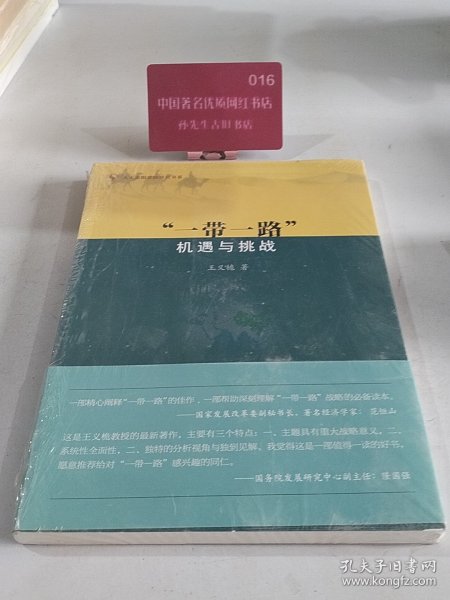 016
中国著名优质网红书店
孙先生古旧书店
“一带一路”
机遇与挑战
王义桅 著
一部精心阐释“一带一路”的佳作，一部帮助深刻理解“一带一路”战略的必备读本。
——国家发展改革委副秘书长、著名经济学家：范恒山
这是王义桅教授的最新著作，主要有三个特点：一、主题具有重大战略意义，二、
系统性全面性，二、独特的分析视角与独到见解。我觉得这是一部值得一读的好书，
愿意推荐给对“一带一路”感兴趣的同仁。
——国务院发展研究中心副主任：隆国强
孔夫子旧书网
www.kongfz.com